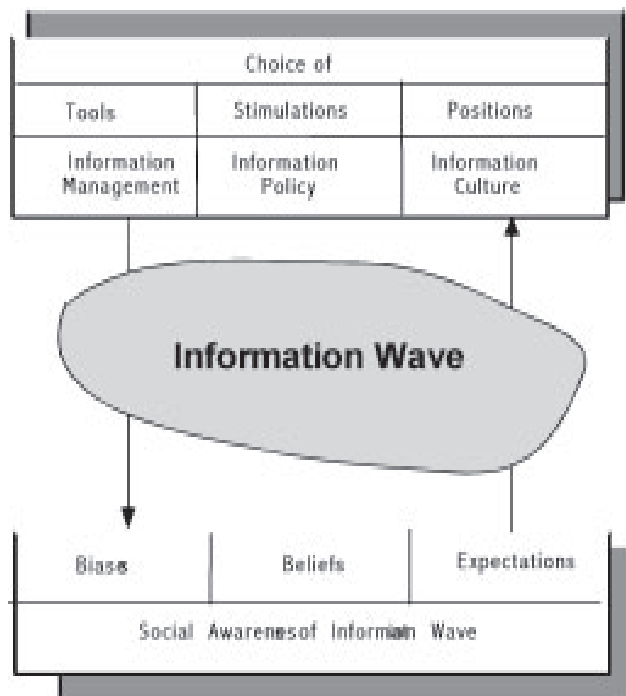 Choice of
Tools Stimulations Positions
Information Information Information
Management Policy Culture
Information Wave
Biase Beliefs Expectations
Social Awarenesof Informian Wave